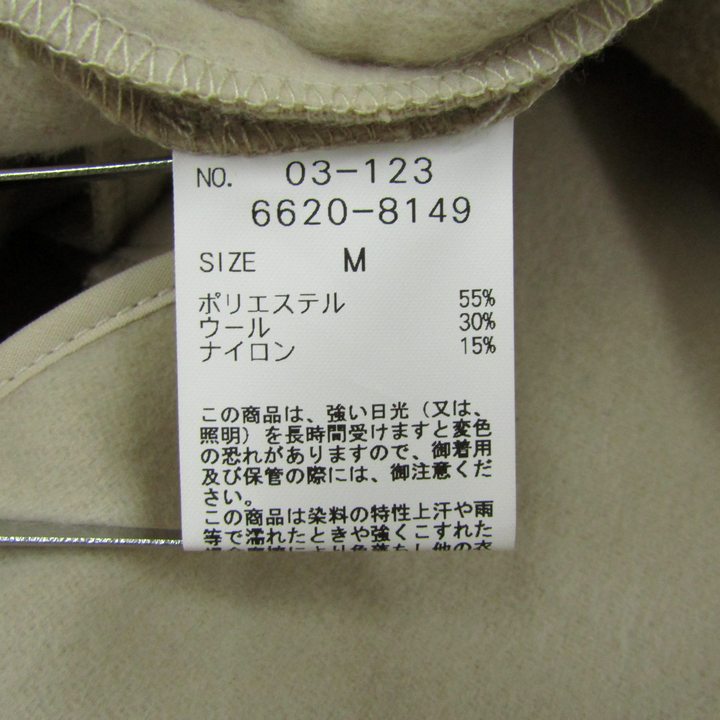 NO. 03-123
6620-8149
SIZE M
ポリエステル 55%
ウール 30%
ナイロン 15%
この商品は、強い日光（又は、
照明）を長時間受けますと変色
の恐れがありますので、御着用
及び保管の際には、御注意くだ
さい。
この商品は染料の特性上汗や雨
等で濡れたときや強くこすれた